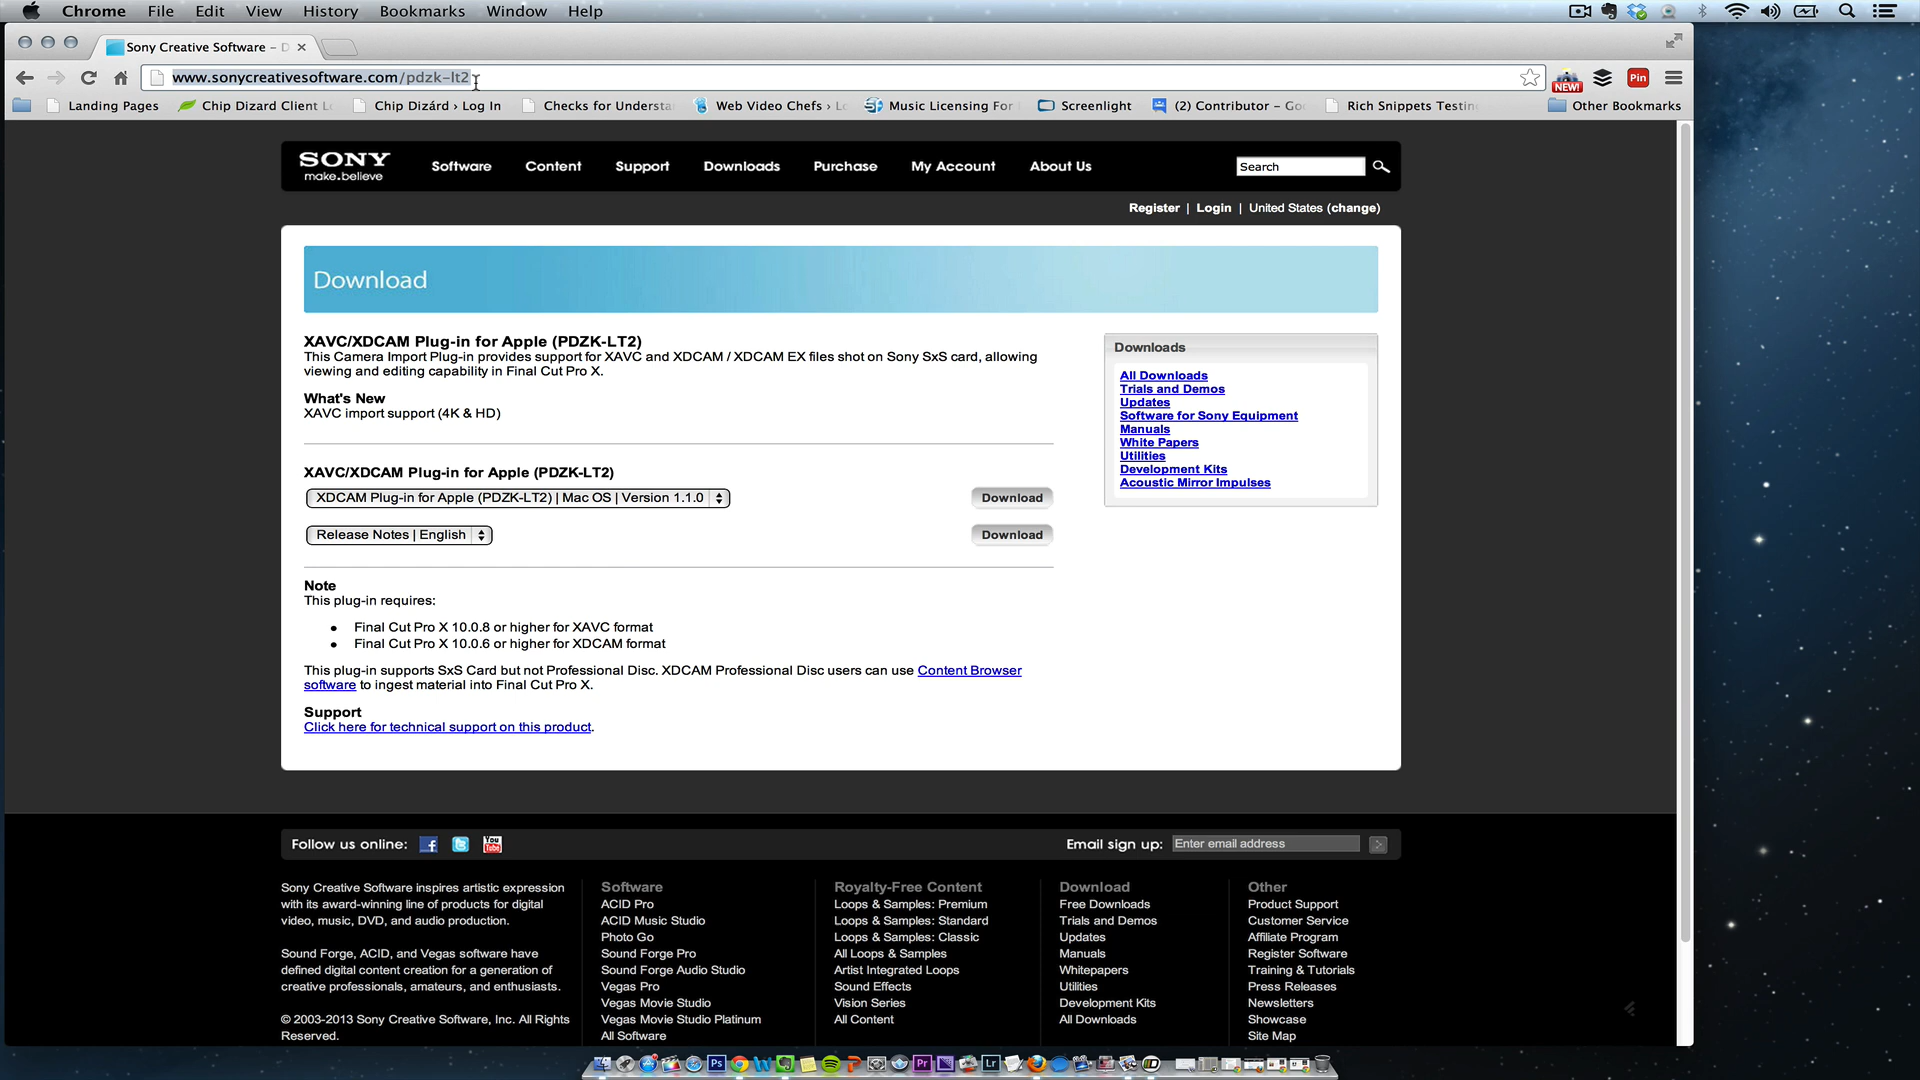 Chrome File Edit View History Bookmarks Window Help
Sony Creative Software – D
www.sonycreativesoftware.com/pdzk-lt2
NEW! Pin
Landing Pages Chip Dizard Client L Chip Dizárd › Log In Checks for Understa Web Video Chefs › L Music Licensing For Screenlight (2) Contributor – Go Rich Snippets Testin Other Bookmarks
SONY
make.believe
Software Content Support Downloads Purchase My Account About Us Search
Register | Login | United States (change)
Download
XAVC/XDCAM Plug-in for Apple (PDZK-LT2)
This Camera Import Plug-in provides support for XAVC and XDCAM / XDCAM EX files shot on Sony SxS card, allowing
viewing and editing capability in Final Cut Pro X.
What's New
XAVC import support (4K & HD)
XAVC/XDCAM Plug-in for Apple (PDZK-LT2)
XDCAM Plug-in for Apple (PDZK-LT2) | Mac OS | Version 1.1.0 Download
Release Notes | English Download
Note
This plug-in requires:
• Final Cut Pro X 10.0.8 or higher for XAVC format
• Final Cut Pro X 10.0.6 or higher for XDCAM format
This plug-in supports SxS Card but not Professional Disc. XDCAM Professional Disc users can use Content Browser
software to ingest material into Final Cut Pro X.
Support
Click here for technical support on this product.
Downloads
All Downloads
Trials and Demos
Updates
Software for Sony Equipment
Manuals
White Papers
Utilities
Development Kits
Acoustic Mirror Impulses
Follow us online: f You Tube
Email sign up: Enter email address
Sony Creative Software inspires artistic expression
with its award-winning line of products for digital
video, music, DVD, and audio production.
Sound Forge, ACID, and Vegas software have
defined digital content creation for a generation of
creative professionals, amateurs, and enthusiasts.
© 2003-2013 Sony Creative Software, Inc. All Rights
Reserved.
Software
ACID Pro
ACID Music Studio
Photo Go
Sound Forge Pro
Sound Forge Audio Studio
Vegas Pro
Vegas Movie Studio
Vegas Movie Studio Platinum
All Software
Royalty-Free Content
Loops & Samples: Premium
Loops & Samples: Standard
Loops & Samples: Classic
All Loops & Samples
Artist Integrated Loops
Sound Effects
Vision Series
All Content
Download
Free Downloads
Trials and Demos
Updates
Manuals
Whitepapers
Utilities
Development Kits
All Downloads
Other
Product Support
Customer Service
Affiliate Program
Register Software
Training & Tutorials
Press Releases
Newsletters
Showcase
Site Map
Ps W P Pr Lr